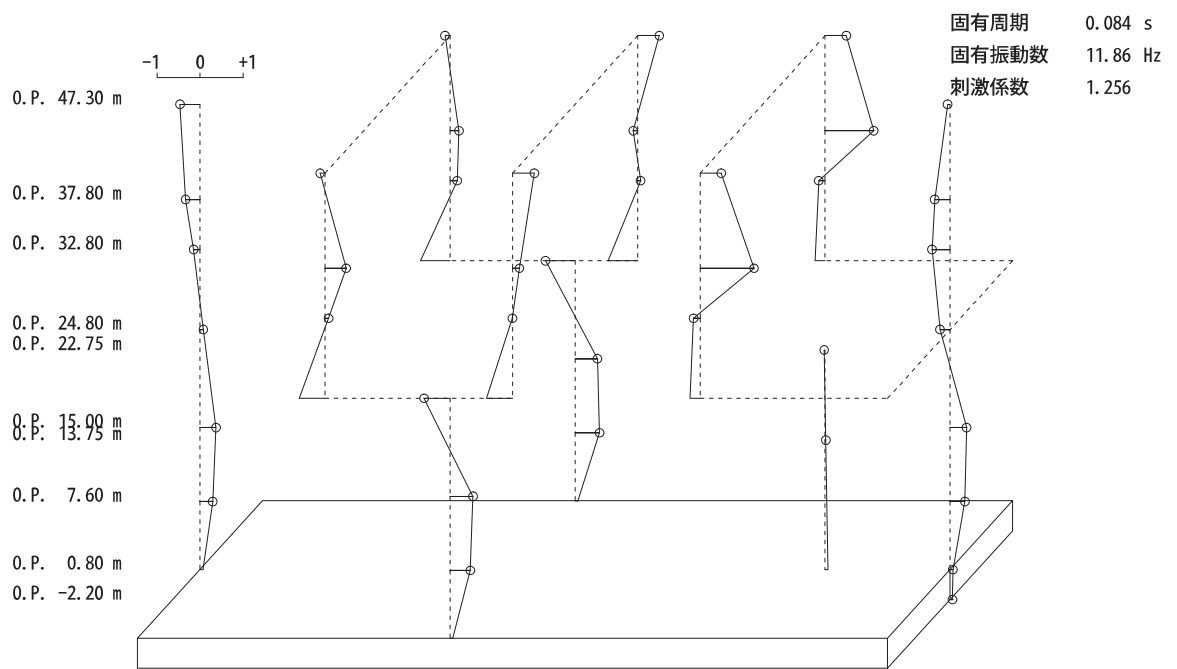 固有周期 0.084 s
固有振動数 11.86 Hz
刺激係数 1.256
-1 0 +1
O.P. 47.30 m
O.P. 37.80 m
O.P. 32.80 m
O.P. 24.80 m
O.P. 22.75 m
O.P. 15.00 m
O.P. 13.75 m
O.P. 7.60 m
O.P. 0.80 m
O.P. -2.20 m